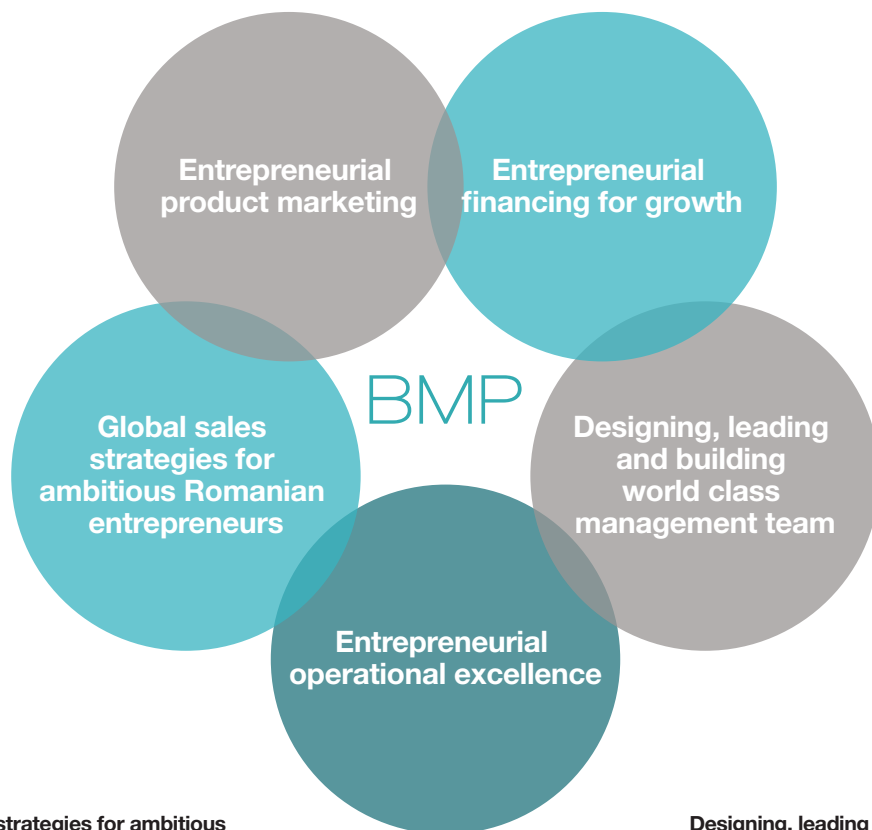 Entrepreneurial
product marketing
Entrepreneurial
financing for growth
BMP
Global sales
strategies for
ambitious Romanian
entrepreneurs
Designing, leading
and building
world class
management team
Entrepreneurial
operational excellence
strategies for ambitious
Designing, leading